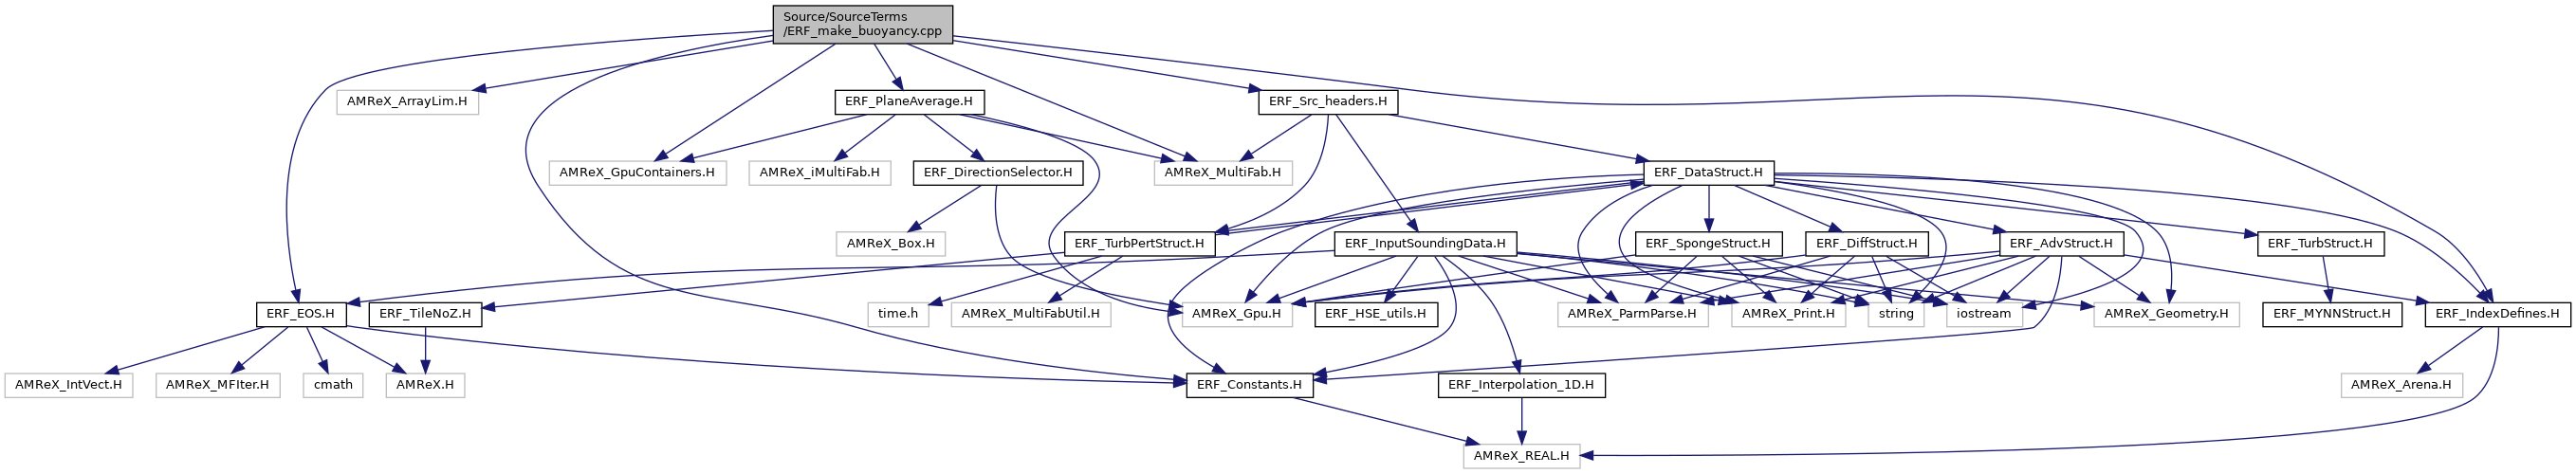 Source/SourceTerms
/ERF_make_buoyancy.cpp
AMReX_ArrayLim.H
ERF_PlaneAverage.H
ERF_Src_headers.H
AMReX_GpuContainers.H
AMReX_iMultiFab.H
ERF_DirectionSelector.H
AMReX_MultiFab.H
ERF_DataStruct.H
AMReX_Box.H
ERF_TurbPertStruct.H
ERF_InputSoundingData.H
ERF_SpongeStruct.H
ERF_DiffStruct.H
ERF_AdvStruct.H
ERF_TurbStruct.H
ERF_EOS.H
ERF_TileNoZ.H
time.h
AMReX_MultiFabUtil.H
AMReX_Gpu.H
ERF_HSE_utils.H
AMReX_ParmParse.H
AMReX_Print.H
string
iostream
AMReX_Geometry.H
ERF_MYNNStruct.H
ERF_IndexDefines.H
AMReX_IntVect.H
AMReX_MFIter.H
cmath
AMReX.H
ERF_Constants.H
ERF_Interpolation_1D.H
AMReX_Arena.H
AMReX_REAL.H